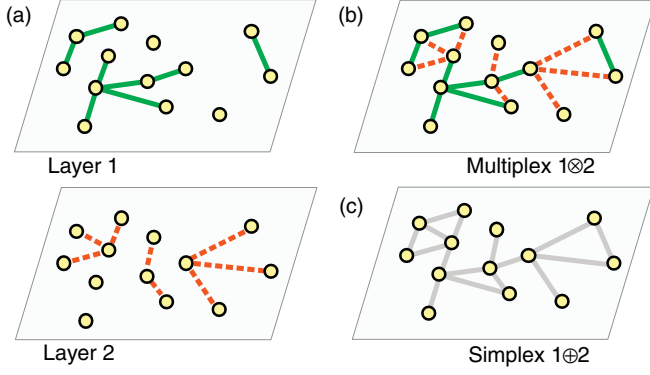 (a)
(b)
Layer 1
Multiplex 1⊗2
(c)
Layer 2
Simplex 1⊕2